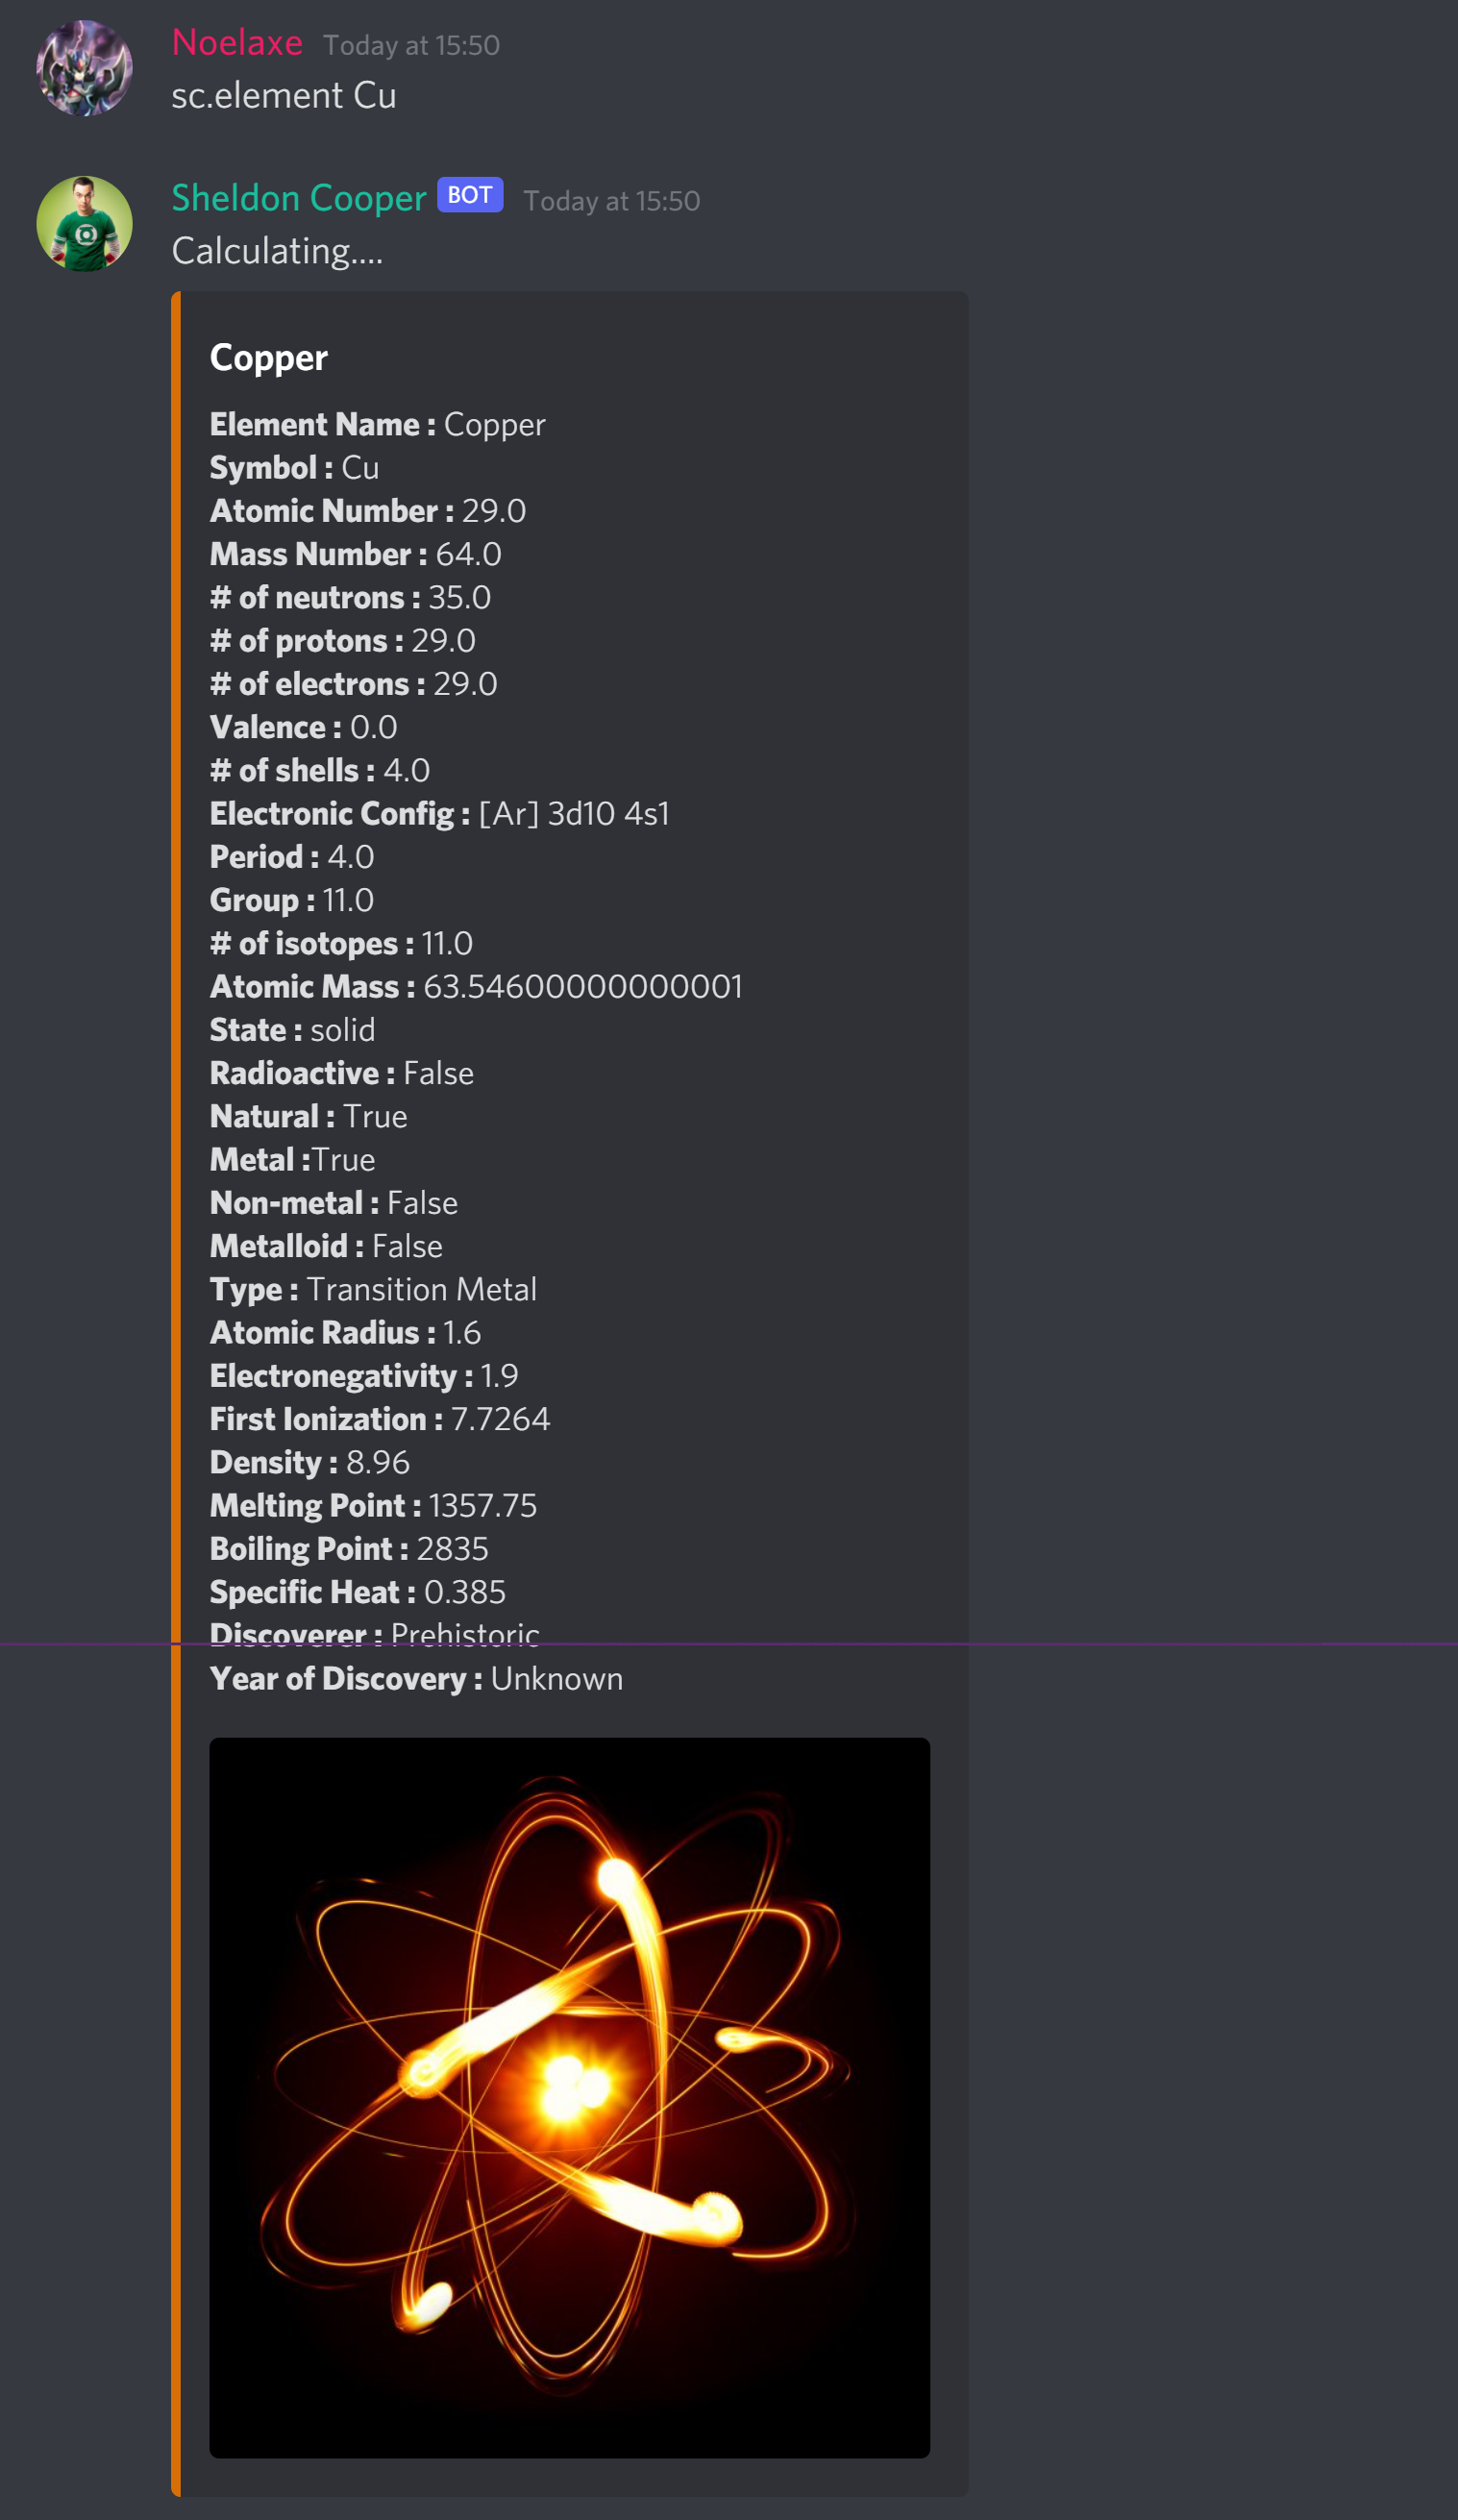 Noelaxe Today at 15:50
sc.element Cu
Sheldon Cooper BOT Today at 15:50
Calculating....
Copper
Element Name : Copper
Symbol : Cu
Atomic Number : 29.0
Mass Number : 64.0
# of neutrons : 35.0
# of protons : 29.0
# of electrons : 29.0
Valence : 0.0
# of shells : 4.0
Electronic Config : [Ar] 3d10 4s1
Period : 4.0
Group : 11.0
# of isotopes : 11.0
Atomic Mass : 63.54600000000001
State : solid
Radioactive : False
Natural : True
Metal :True
Non-metal : False
Metalloid : False
Type : Transition Metal
Atomic Radius : 1.6
Electronegativity : 1.9
First Ionization : 7.7264
Density : 8.96
Melting Point : 1357.75
Boiling Point : 2835
Specific Heat : 0.385
Discoverer : Prehistoric
Year of Discovery : Unknown